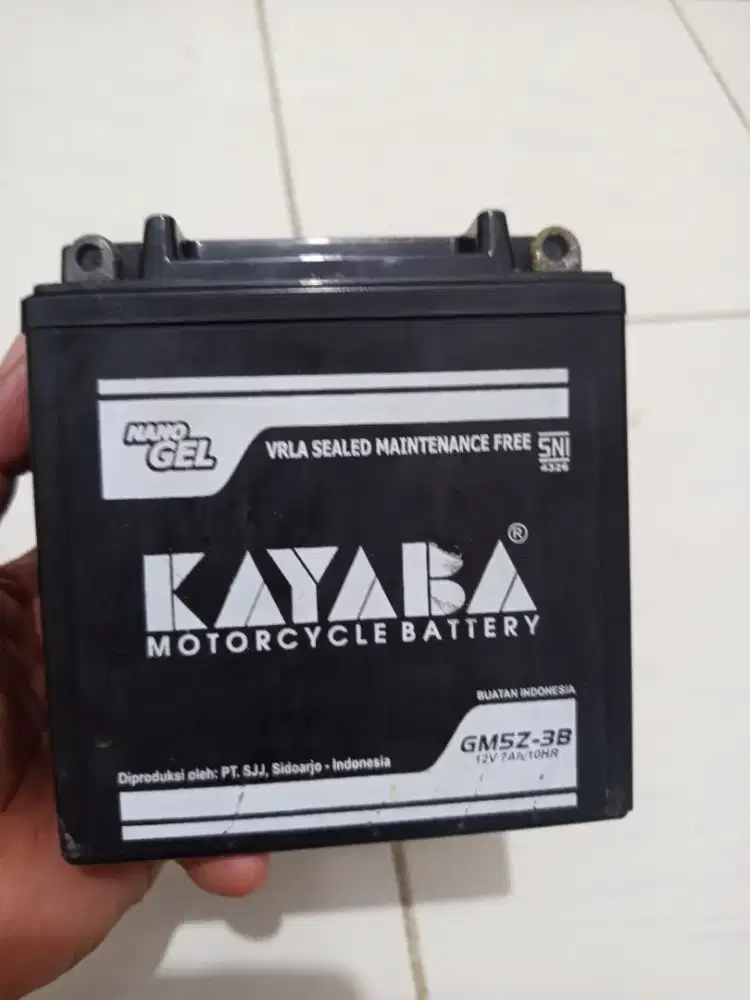 NANO
GEL
VRLA SEALED MAINTENANCE FREE
SNI
4326
KAYABA®
MOTORCYCLE BATTERY
BUATAN INDONESIA
GM5Z-3B
12V 7Ah/10HR
Diproduksi oleh: PT. SJJ, Sidoarjo - Indonesia